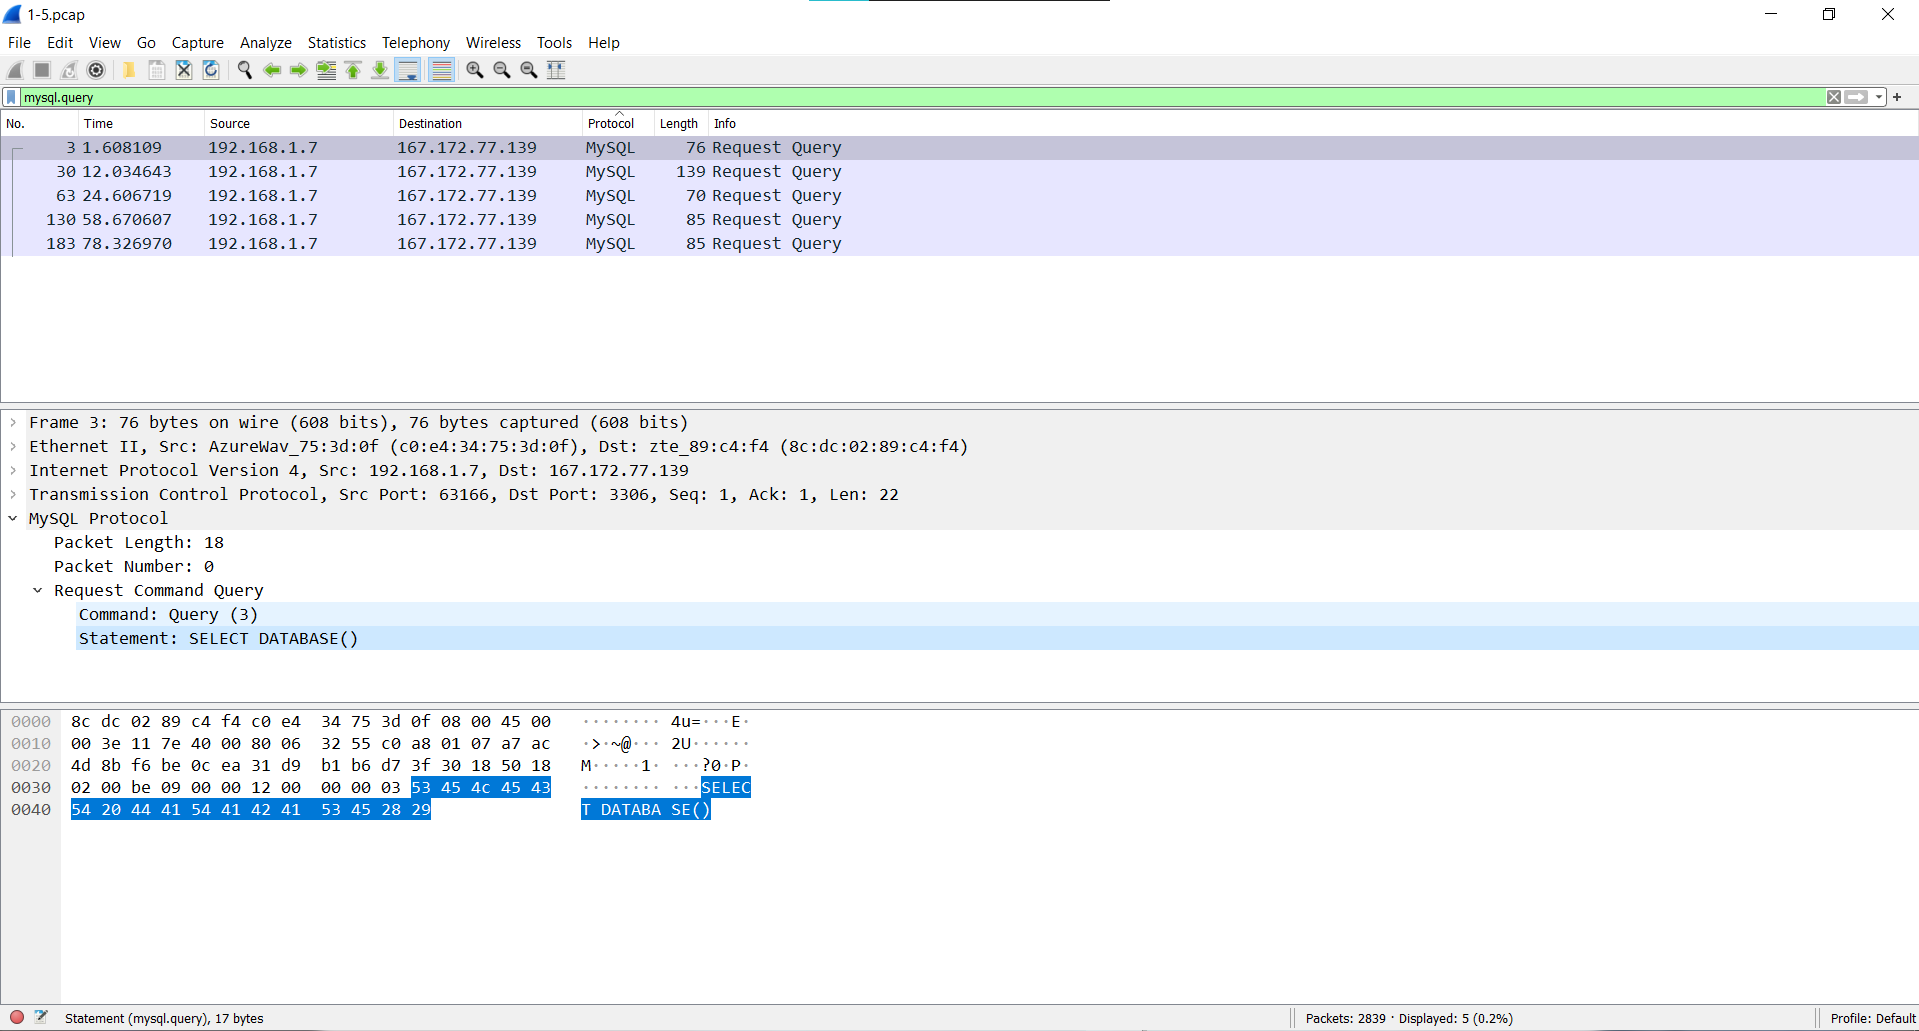 1-5.pcap
File Edit View Go Capture Analyze Statistics Telephony Wireless Tools Help
mysql.query
No. Time Source Destination Protocol Length Info
3 1.608109 192.168.1.7 167.172.77.139 MySQL 76 Request Query
30 12.034643 192.168.1.7 167.172.77.139 MySQL 139 Request Query
63 24.606719 192.168.1.7 167.172.77.139 MySQL 70 Request Query
130 58.670607 192.168.1.7 167.172.77.139 MySQL 85 Request Query
183 78.326970 192.168.1.7 167.172.77.139 MySQL 85 Request Query
Frame 3: 76 bytes on wire (608 bits), 76 bytes captured (608 bits)
Ethernet II, Src: AzureWav_75:3d:0f (c0:e4:34:75:3d:0f), Dst: zte_89:c4:f4 (8c:dc:02:89:c4:f4)
Internet Protocol Version 4, Src: 192.168.1.7, Dst: 167.172.77.139
Transmission Control Protocol, Src Port: 63166, Dst Port: 3306, Seq: 1, Ack: 1, Len: 22
MySQL Protocol
Packet Length: 18
Packet Number: 0
Request Command Query
Command: Query (3)
Statement: SELECT DATABASE()
0000 8c dc 02 89 c4 f4 c0 e4 34 75 3d 0f 08 00 45 00 ········ 4u=···E·
0010 00 3e 11 7e 40 00 80 06 32 55 c0 a8 01 07 a7 ac ·>·~@··· 2U······
0020 4d 8b f6 be 0c ea 31 d9 b1 b6 d7 3f 30 18 50 18 M·····1· ···?0·P·
0030 02 00 be 09 00 00 12 00 00 00 03 53 45 4c 45 43 ········ ···SELEC
0040 54 20 44 41 54 41 42 41 53 45 28 29 T DATABA SE()
Statement (mysql.query), 17 bytes
Packets: 2839 · Displayed: 5 (0.2%)
Profile: Default